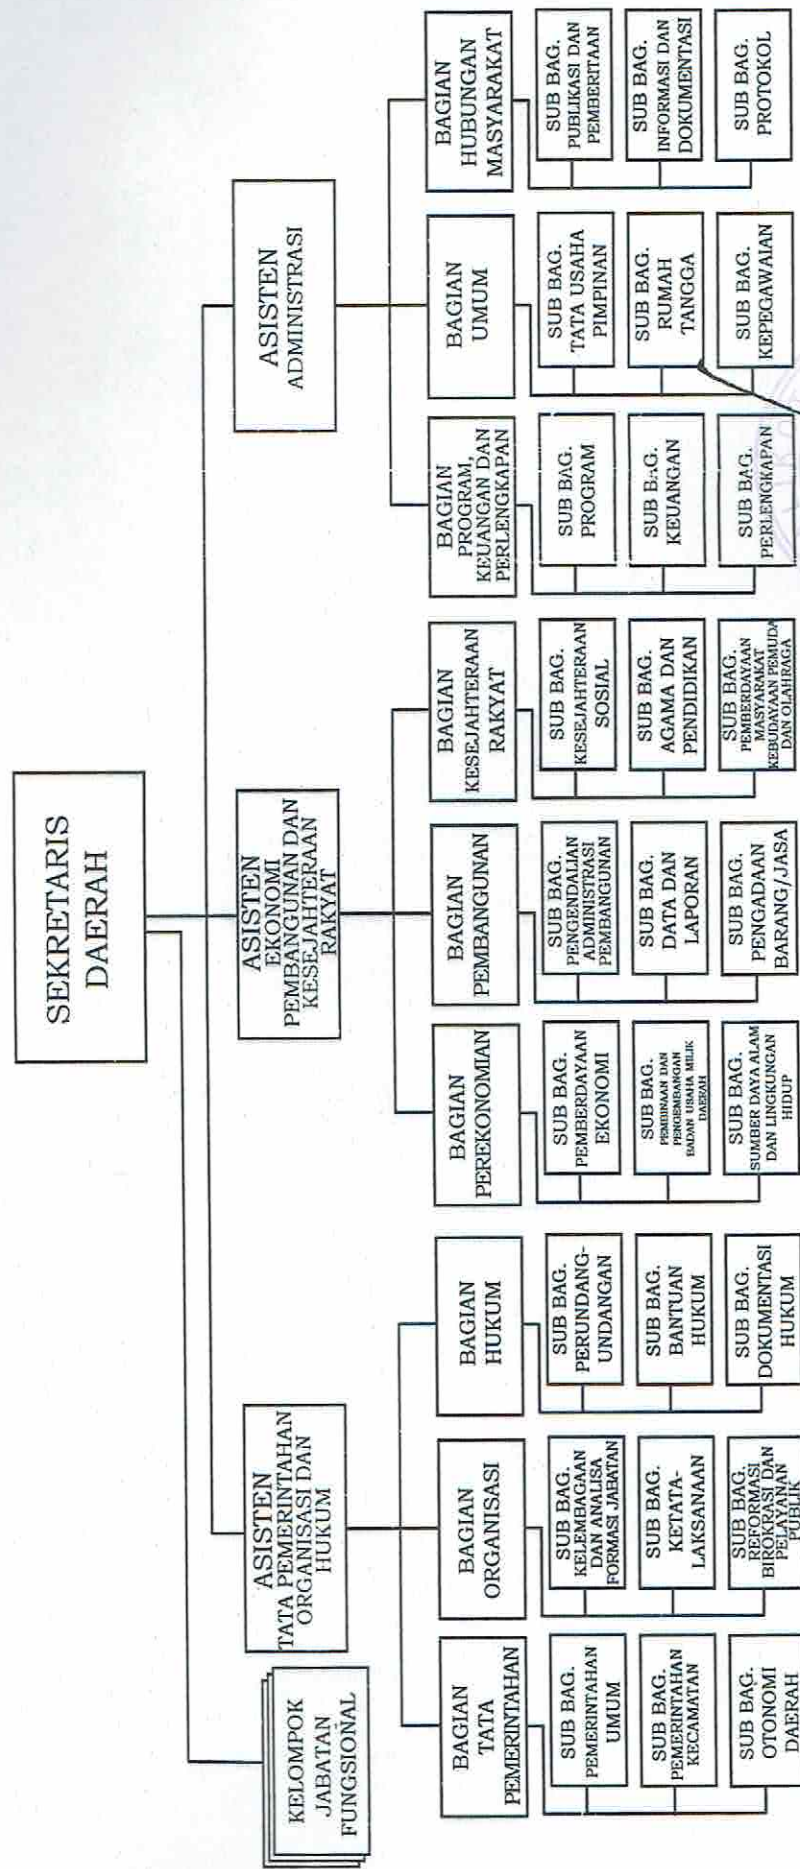 SEKRETARIS
DAERAH
KELOMPOK
JABATAN
FUNGSIONAL
ASISTEN
TATA PEMERINTAHAN
ORGANISASI DAN
HUKUM
ASISTEN
EKONOMI
PEMBANGUNAN DAN
KESEJAHTERAAN
RAKYAT
ASISTEN
ADMINISTRASI
BAGIAN
TATA
PEMERINTAHAN
BAGIAN
ORGANISASI
BAGIAN
HUKUM
BAGIAN
PEREKONOMIAN
BAGIAN
PEMBANGUNAN
BAGIAN
KESEJAHTERAAN
RAKYAT
BAGIAN
PROGRAM,
KEUANGAN DAN
PERLENGKAPAN
BAGIAN
UMUM
BAGIAN
HUBUNGAN
MASYARAKAT
SUB BAG.
PEMERINTAHAN
UMUM
SUB BAG.
KELEMBAGAAN
DAN ANALISA
FORMASI JABATAN
SUB BAG.
PERUNDANG-
UNDANGAN
SUB BAG.
PEMBERDAYAAN
EKONOMI
SUB BAG.
PENGENDALIAN
ADMINISTRASI
PEMBANGUNAN
SUB BAG.
KESEJAHTERAAN
SOSIAL
SUB BAG.
PROGRAM
SUB BAG.
TATA USAHA
PIMPINAN
SUB BAG.
PUBLIKASI DAN
PEMBERITAAN
SUB BAG.
PEMERINTAHAN
KECAMATAN
SUB BAG.
KETATA-
LAKSANAAN
SUB BAG.
BANTUAN
HUKUM
SUB BAG.
PEMBINAAN DAN
PENGEMBANGAN
BADAN USAHA MILIK
DAERAH
SUB BAG.
DATA DAN
LAPORAN
SUB BAG.
AGAMA DAN
PENDIDIKAN
SUB BAG.
KEUANGAN
SUB BAG.
RUMAH
TANGGA
SUB BAG.
INFORMASI DAN
DOKUMENTASI
SUB BAG.
OTONOMI
DAERAH
SUB BAG.
REFORMASI
BIROKRASI DAN
PELAYANAN
PUBLIK
SUB BAG.
DOKUMENTASI
HUKUM
SUB BAG.
SUMBER DAYA ALAM
DAN LINGKUNGAN
HIDUP
SUB BAG.
PENGADAAN
BARANG/JASA
SUB BAG.
PEMBERDAYAAN
MASYARAKAT
KEBUDAYAAN PEMUDA
DAN OLAHRAGA
SUB BAG.
PERLENGKAPAN
SUB BAG.
KEPEGAWAIAN
SUB BAG.
PROTOKOL